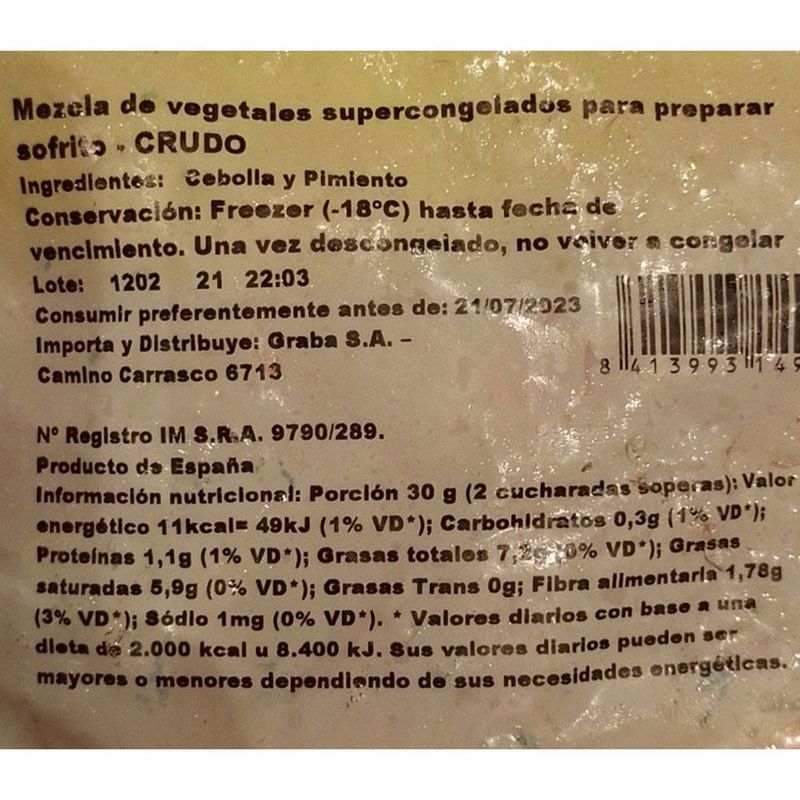 Mezcla de vegetales supercongelados para preparar
sofrito - CRUDO
Ingredientes: Cebolla y Pimiento
Conservación: Freezer (-18°C) hasta fecha de
vencimiento. Una vez descongelado, no volver a congelar
Lote: 1202 21 22:03
Consumir preferentemente antes de: 21/07/2023
Importa y Distribuye: Graba S.A. –
Camino Carrasco 6713
8 413993 149
Nº Registro IM S.R.A. 9790/289.
Producto de España
Información nutricional: Porción 30 g (2 cucharadas soperas): Valor
energético 11kcal= 49kJ (1% VD*); Carbohidratos 0,3g (1% VD*);
Proteínas 1,1g (1% VD*); Grasas totales 7,2g (0% VD*); Grasas
saturadas 5,9g (0% VD*); Grasas Trans 0g; Fibra alimentaria 1,78g
(3% VD*); Sódio 1mg (0% VD*). * Valores diarios con base a una
dieta de 2.000 kcal u 8.400 kJ. Sus valores diarios pueden ser
mayores o menores dependiendo de sus necesidades energéticas.